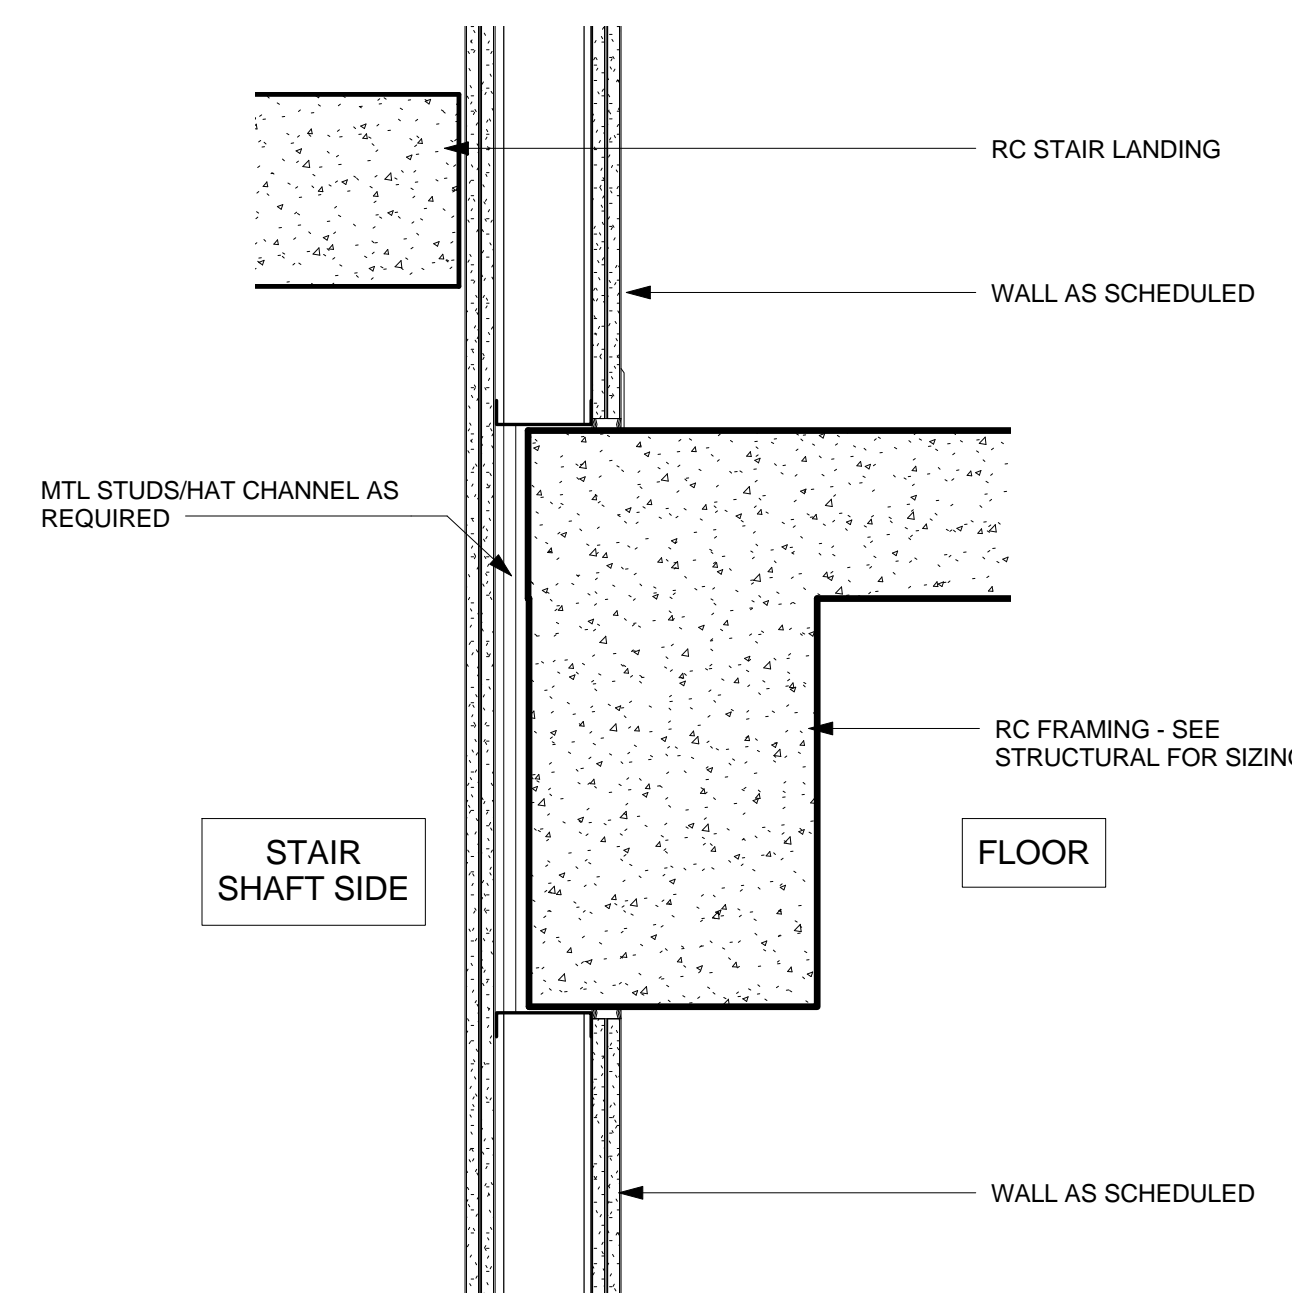 RC STAIR LANDING
WALL AS SCHEDULED
MTL STUDS/HAT CHANNEL AS
REQUIRED
RC FRAMING - SEE
STRUCTURAL FOR
STAIR
SHAFT SIDE
FLOOR
WALL AS SCHEDULED